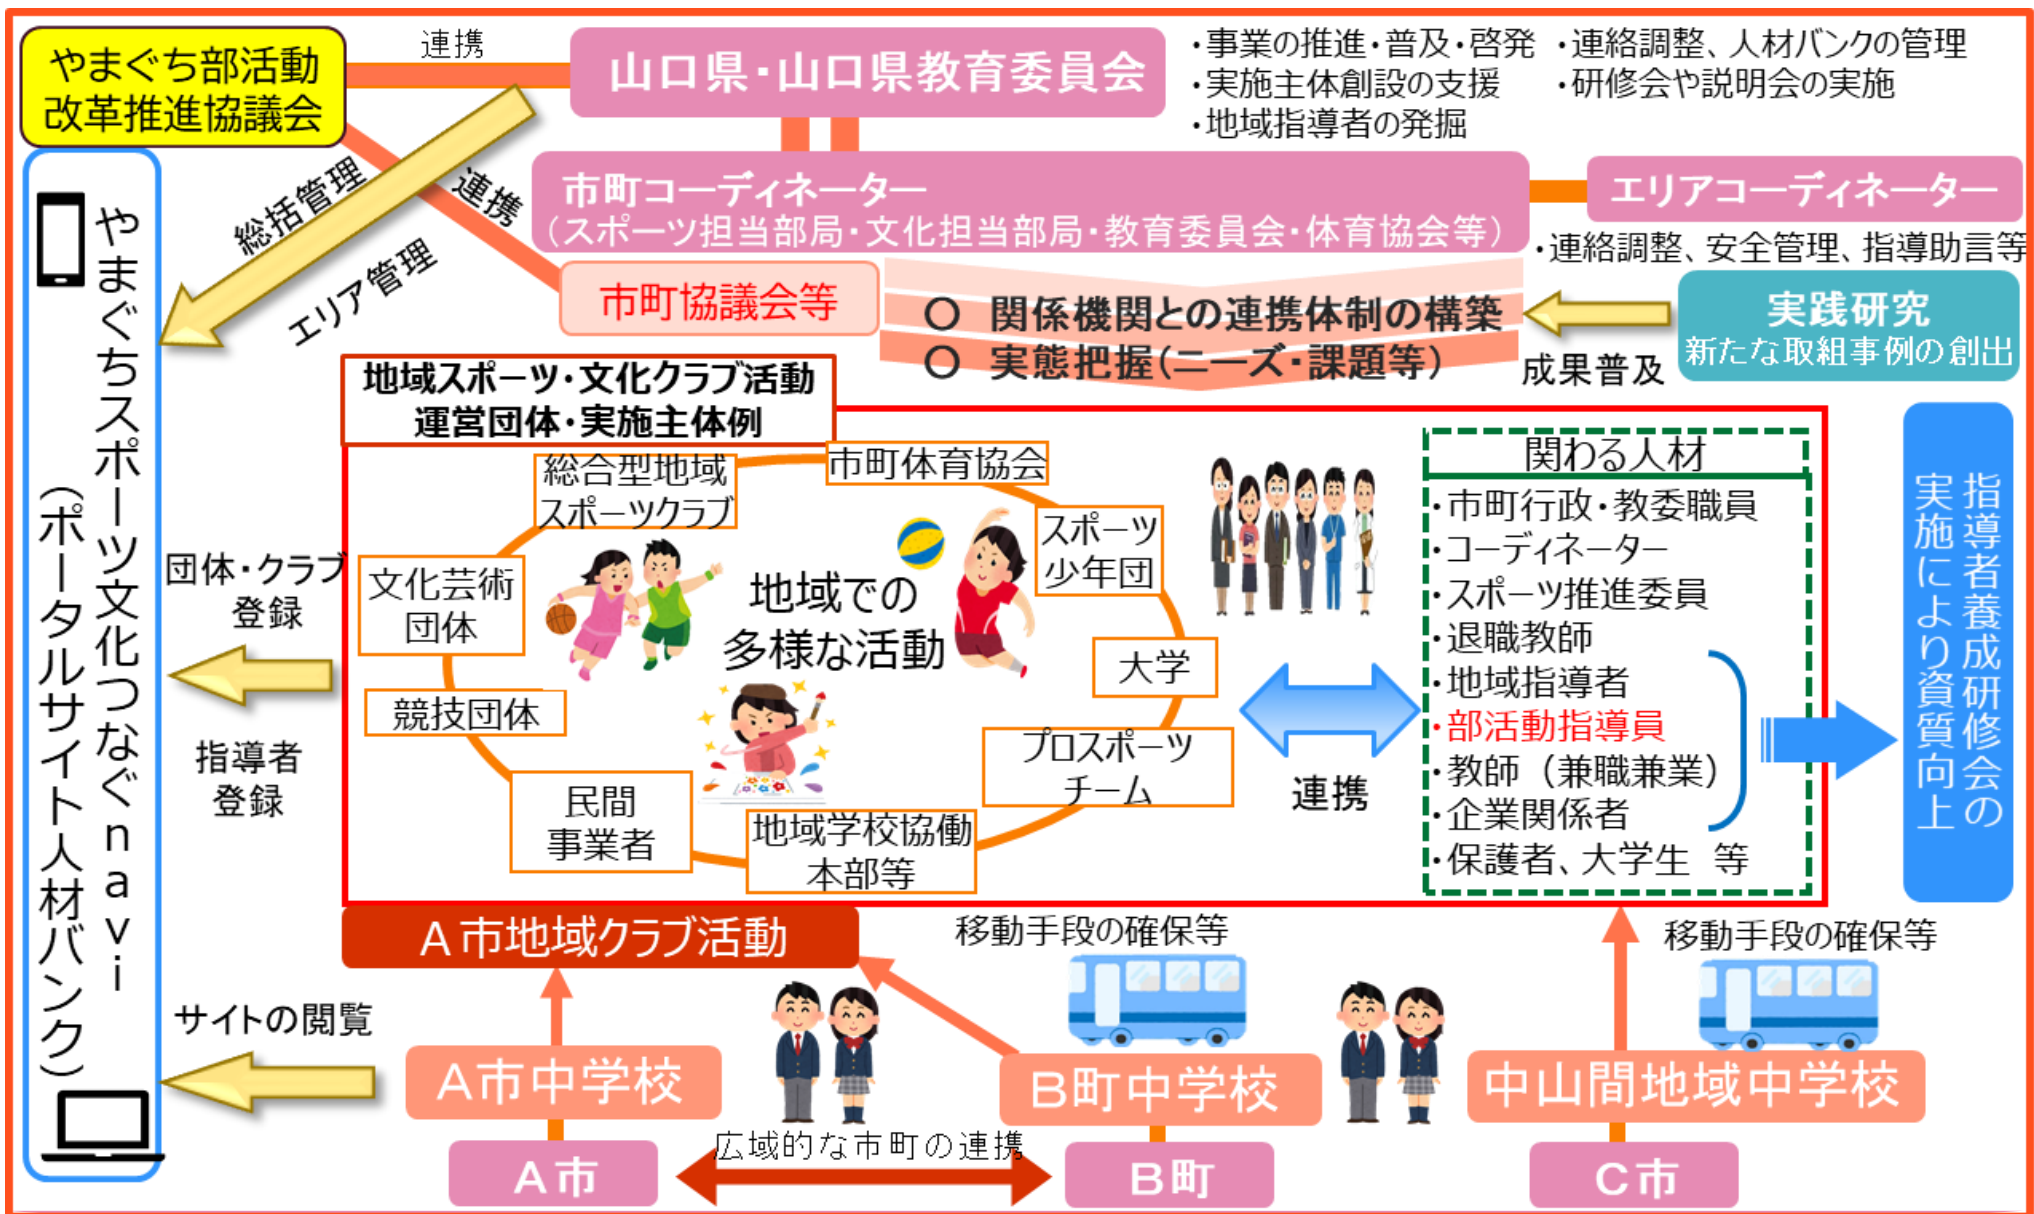 やまぐち部活動
改革推進協議会
連携
山口県・山口県教育委員会
・事業の推進・普及・啓発
・実施主体創設の支援
・地域指導者の発掘
・連絡調整、人材バンクの管理
・研修会や説明会の実施
市町コーディネーター
（スポーツ担当部局・文化担当部局・教育委員会・体育協会等）
エリアコーディネーター
・連絡調整、安全管理、指導助言等
総括管理
連携
エリア管理
市町協議会等
○ 関係機関との連携体制の構築
○ 実態把握（ニーズ・課題等）
実践研究
新たな取組事例の創出
成果普及
やまぐちスポーツ文化つなぐnavi
（ポータルサイト人材バンク）
地域スポーツ・文化クラブ活動
運営団体・実施主体例
総合型地域
スポーツクラブ
市町体育協会
スポーツ
少年団
文化芸術
団体
地域での
多様な活動
大学
競技団体
プロスポーツ
チーム
民間
事業者
地域学校協働
本部等
連携
関わる人材
・市町行政・教委職員
・コーディネーター
・スポーツ推進委員
・退職教師
・地域指導者
・部活動指導員
・教師（兼職兼業）
・企業関係者
・保護者、大学生 等
指導者養成研修会の
実施により資質向上
団体・クラブ
登録
指導者
登録
サイトの閲覧
A市地域クラブ活動
移動手段の確保等
移動手段の確保等
A市中学校
B町中学校
中山間地域中学校
広域的な市町の連携
A市
B町
C市